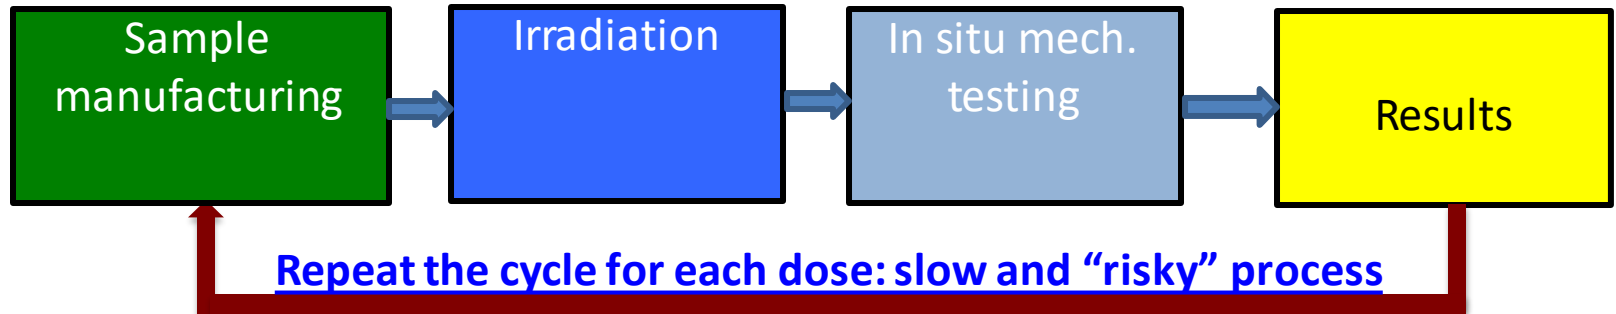 Sample
manufacturing
Irradiation
In situ mech.
testing
Results
Repeat the cycle for each dose: slow and “risky” process